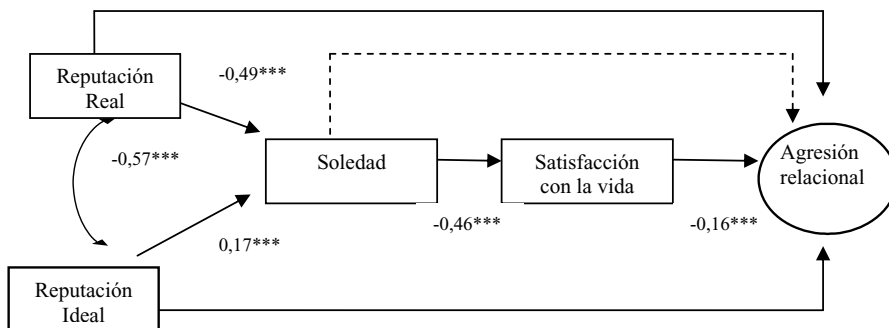 Reputación
Real
-0,49***
-0,57***
Soledad
Satisfacción
con la vida
Agresión
relacional
0,17***
-0,46***
-0,16***
Reputación
Ideal